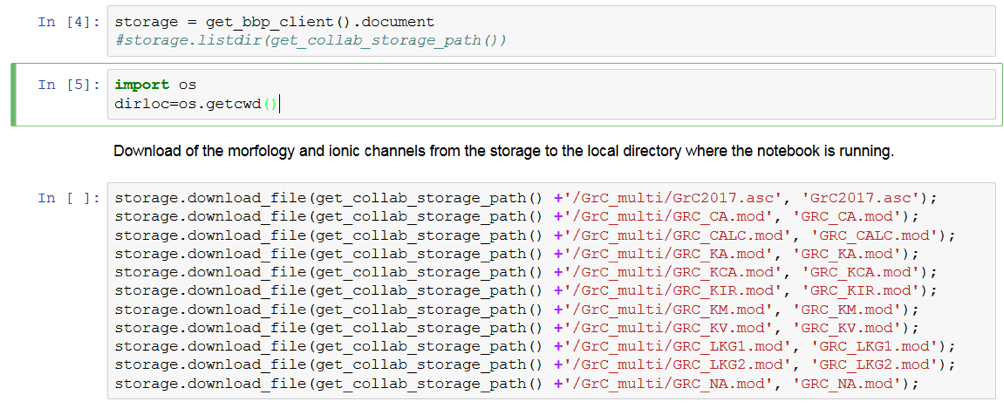 In [4]: storage = get_bbp_client().document
#storage.listdir(get_collab_storage_path())
In [5]: import os
dirloc=os.getcwd()
Download of the morfology and ionic channels from the storage to the local directory where the notebook is running.
In [ ]: storage.download_file(get_collab_storage_path() +'/GrC_multi/GrC2017.asc', 'GrC2017.asc');
storage.download_file(get_collab_storage_path() +'/GrC_multi/GRC_CA.mod', 'GRC_CA.mod');
storage.download_file(get_collab_storage_path() +'/GrC_multi/GRC_CALC.mod', 'GRC_CALC.mod');
storage.download_file(get_collab_storage_path() +'/GrC_multi/GRC_KA.mod', 'GRC_KA.mod');
storage.download_file(get_collab_storage_path() +'/GrC_multi/GRC_KCA.mod', 'GRC_KCA.mod');
storage.download_file(get_collab_storage_path() +'/GrC_multi/GRC_KIR.mod', 'GRC_KIR.mod');
storage.download_file(get_collab_storage_path() +'/GrC_multi/GRC_KM.mod', 'GRC_KM.mod');
storage.download_file(get_collab_storage_path() +'/GrC_multi/GRC_KV.mod', 'GRC_KV.mod');
storage.download_file(get_collab_storage_path() +'/GrC_multi/GRC_LKG1.mod', 'GRC_LKG1.mod');
storage.download_file(get_collab_storage_path() +'/GrC_multi/GRC_LKG2.mod', 'GRC_LKG2.mod');
storage.download_file(get_collab_storage_path() +'/GrC_multi/GRC_NA.mod', 'GRC_NA.mod');